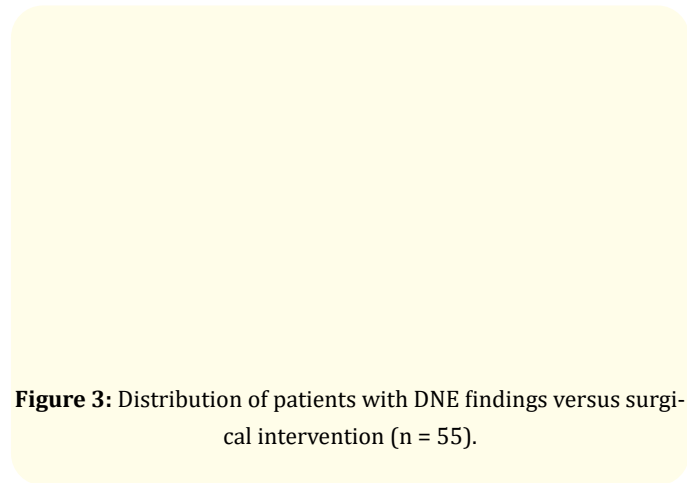 Figure 3: Distribution of patients with DNE findings versus surgi-
cal intervention (n = 55).